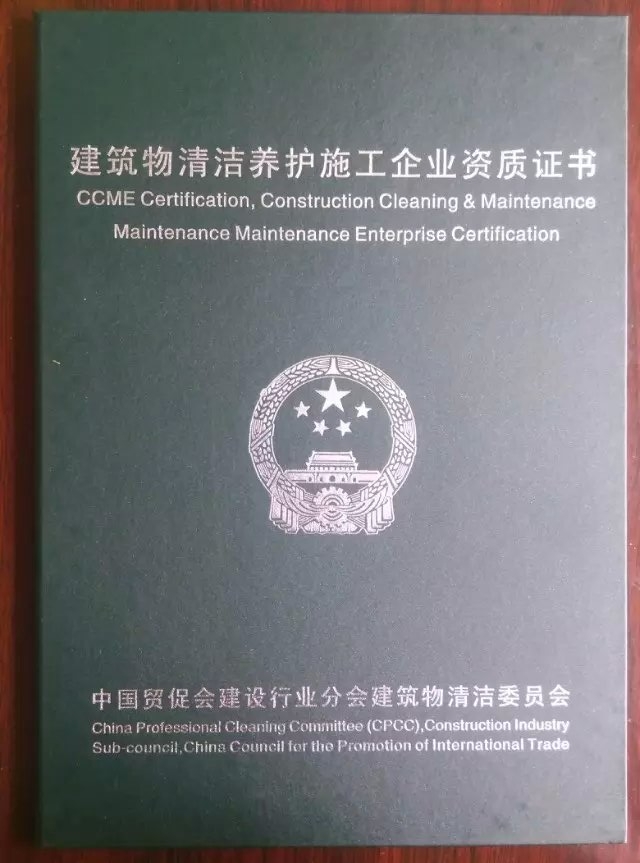 建筑物清洁养护施工企业资质证书
CCME Certification, Construction Cleaning & Maintenance
Maintenance Maintenance Enterprise Certification
中国贸促会建设行业分会建筑物清洁委员会
China Professional Cleaning Committee (CPCC),Construction Industry
Sub-council,China Council for the Promotion of International Trade